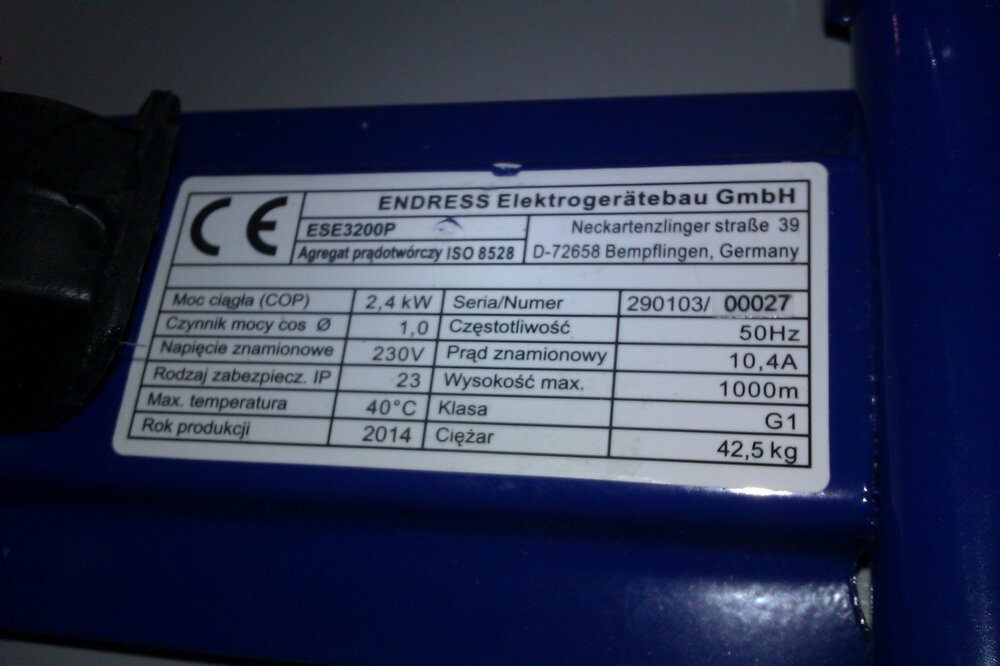 CE
ENDRESS Elektrogerätebau GmbH
ESE3200P
Neckartenzlinger straße 39
Agregat prądotwórczy ISO 8528
D-72658 Bempflingen, Germany
Moc ciągła (COP) 2,4 kW Seria/Numer 290103/ 00027
Czynnik mocy cos Ø 1,0 Częstotliwość 50Hz
Napięcie znamionowe 230V Prąd znamionowy 10,4A
Rodzaj zabezpiecz. IP 23 Wysokość max. 1000m
Max. temperatura 40°C Klasa G1
Rok produkcji 2014 Ciężar 42,5 kg